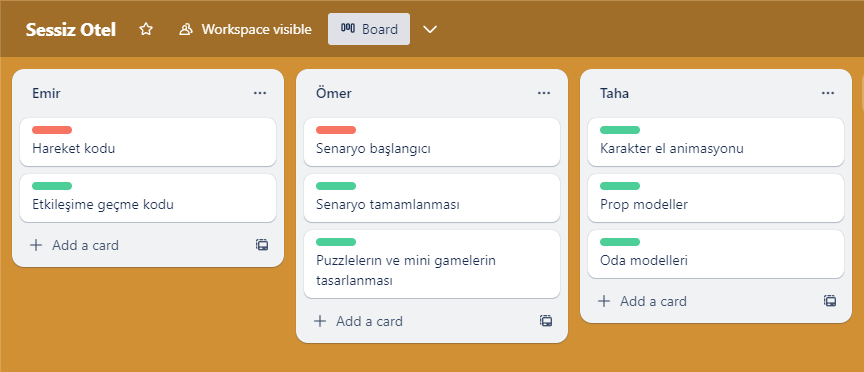 Sessiz Otel
Workspace visible
Board
Emir
Hareket kodu
Etkileşime geçme kodu
Add a card
Ömer
Senaryo başlangıcı
Senaryo tamamlanması
Puzzlelerın ve mini gamelerin
tasarlanması
Add a card
Taha
Karakter el animasyonu
Prop modeller
Oda modelleri
Add a card